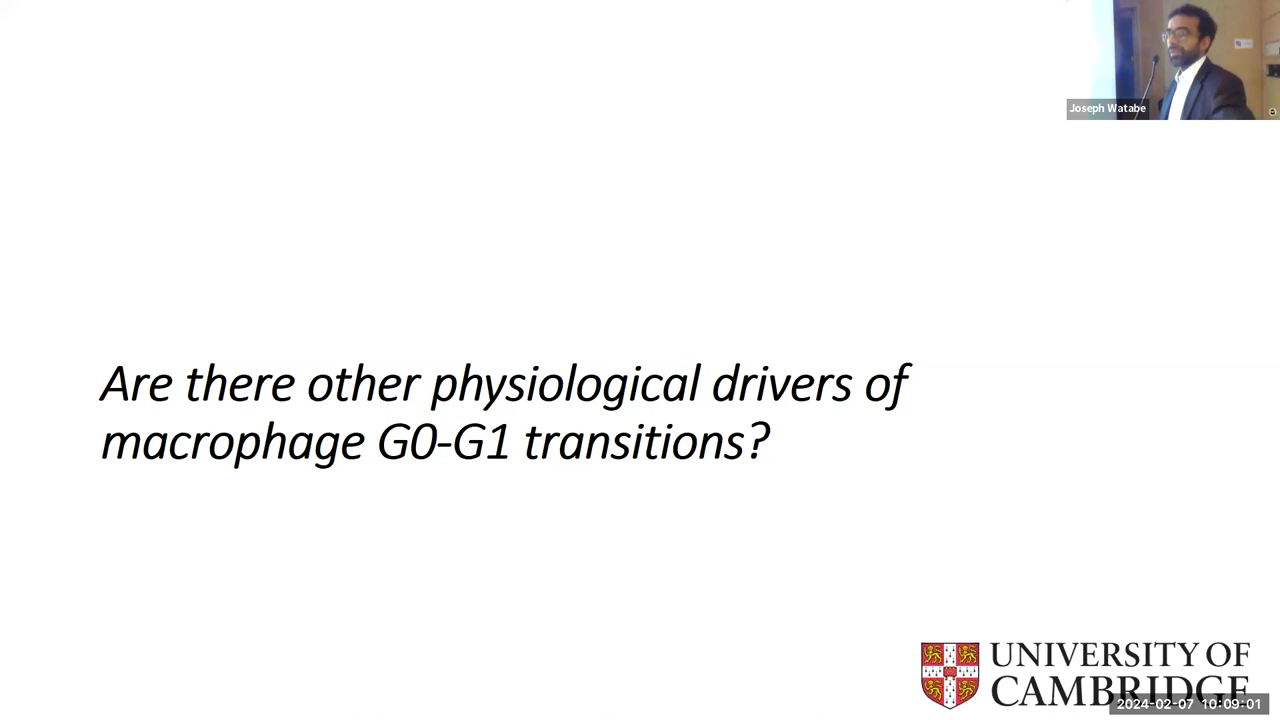 Joseph Watabe
Are there other physiological drivers of
macrophage G0-G1 transitions?
UNIVERSITY OF
CAMBRIDGE
2024-02-07 10:09:01